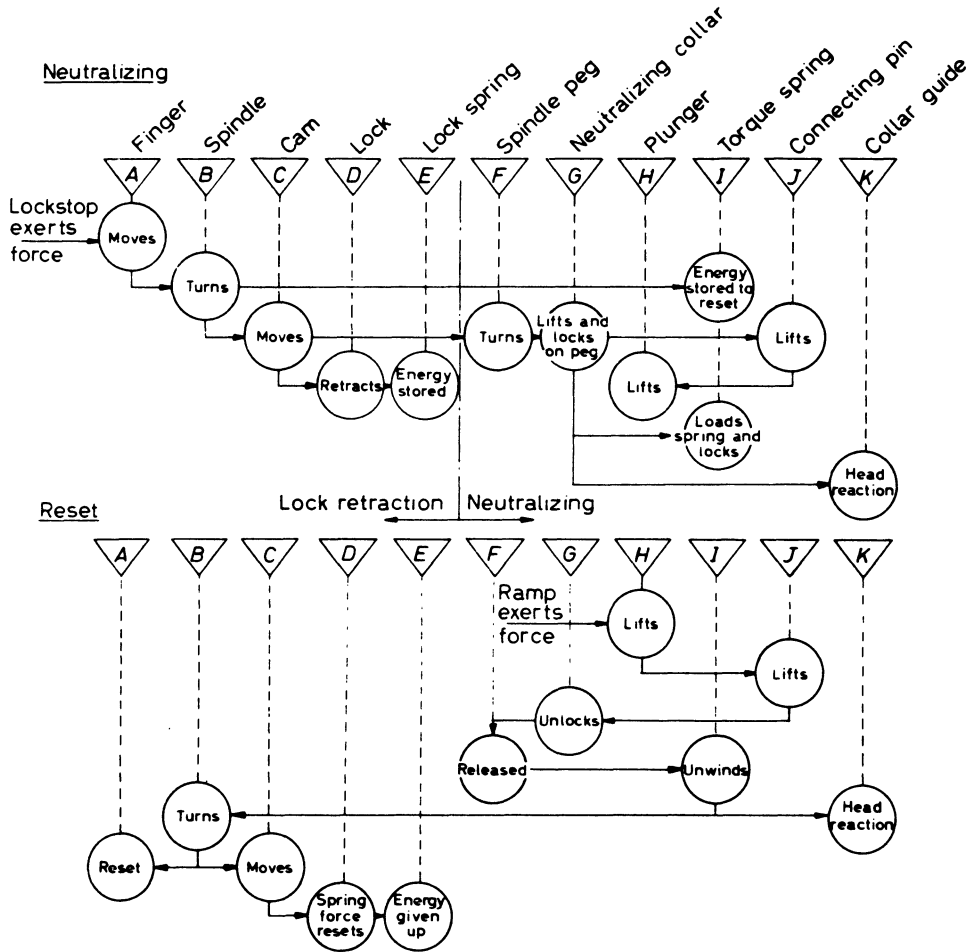 Neutralizing
Finger
Spindle
Cam
Lock
Lock spring
Spindle peg
Neutralizing collar
Plunger
Torque spring
Connecting pin
Collar guide
A B C D E F G H I J K
Lockstop
exerts
force
Moves
Turns
Energy
stored to
reset
Moves
Turns
Lifts and
locks
on peg
Lifts
Retracts
Energy
stored
Lifts
Loads
spring and
locks
Head
reaction
Lock retraction
Neutralizing
Reset
A B C D E F G H I J K
Ramp
exerts
force
Lifts
Lifts
Unlocks
Released
Unwinds
Turns
Head
reaction
Reset
Moves
Spring
force
resets
Energy
given
up